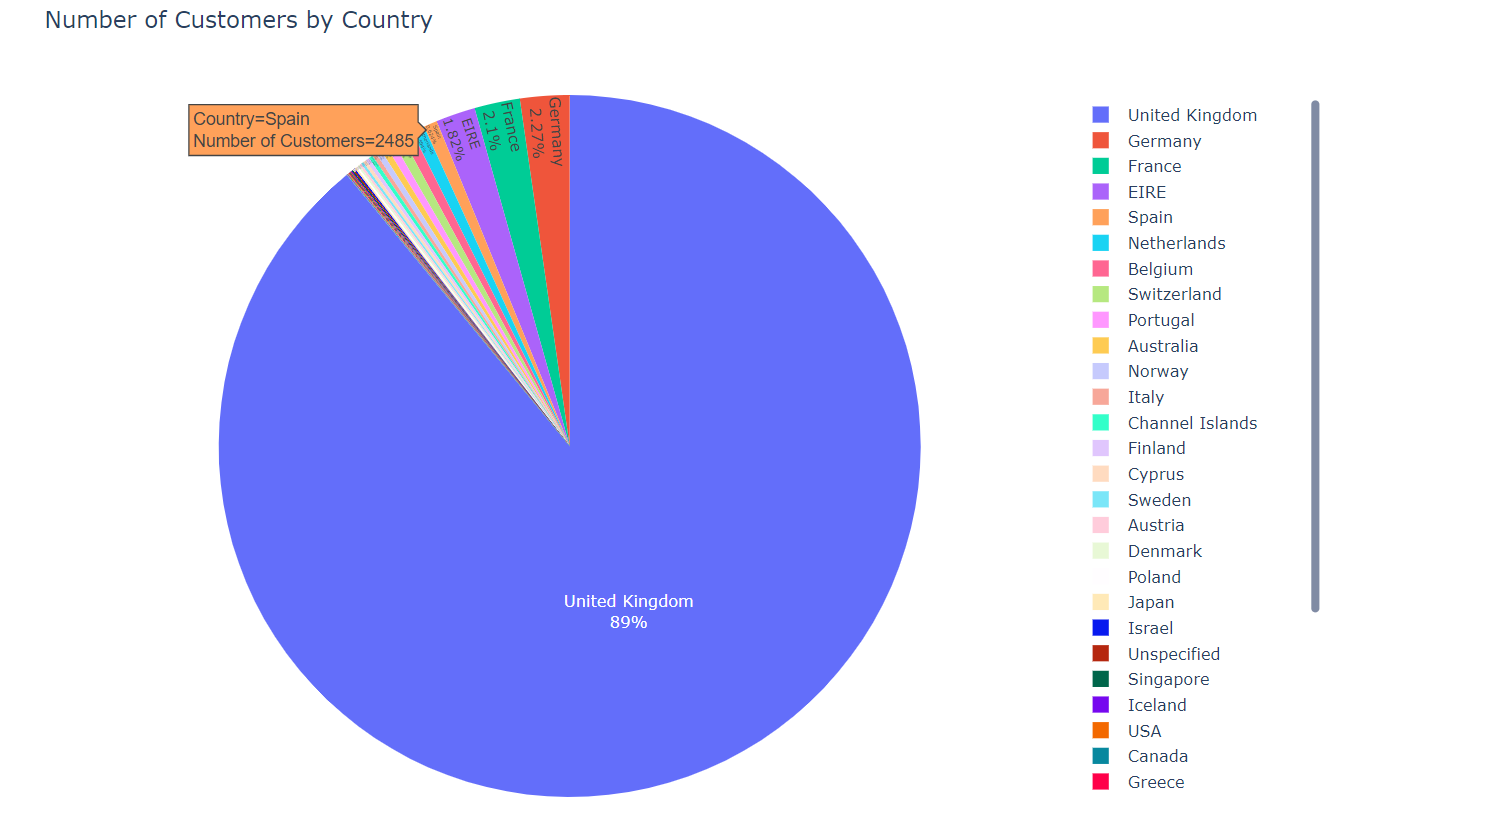 Number of Customers by Country
Country=Spain
Number of Customers=2485
EIRE
1.82%
France
2.1%
Germany
2.27%
United Kingdom
89%
United Kingdom
Germany
France
EIRE
Spain
Netherlands
Belgium
Switzerland
Portugal
Australia
Norway
Italy
Channel Islands
Finland
Cyprus
Sweden
Austria
Denmark
Poland
Japan
Israel
Unspecified
Singapore
Iceland
USA
Canada
Greece